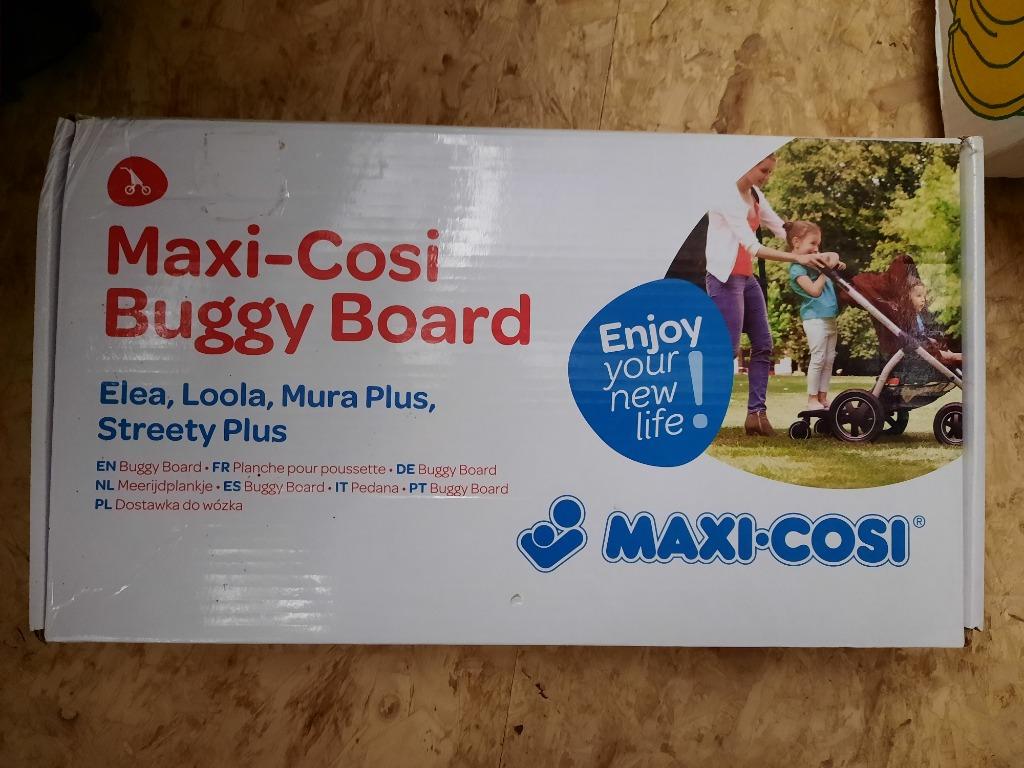 Maxi-Cosi
Buggy Board
Elea, Loola, Mura Plus,
Streety Plus
EN Buggy Board • FR Planche pour poussette • DE Buggy Board
NL Meerijdplankje • ES Buggy Board • IT Pedana • PT Buggy Board
PL Dostawka do wózka
Enjoy
your
new
life!
MAXI•COSI®